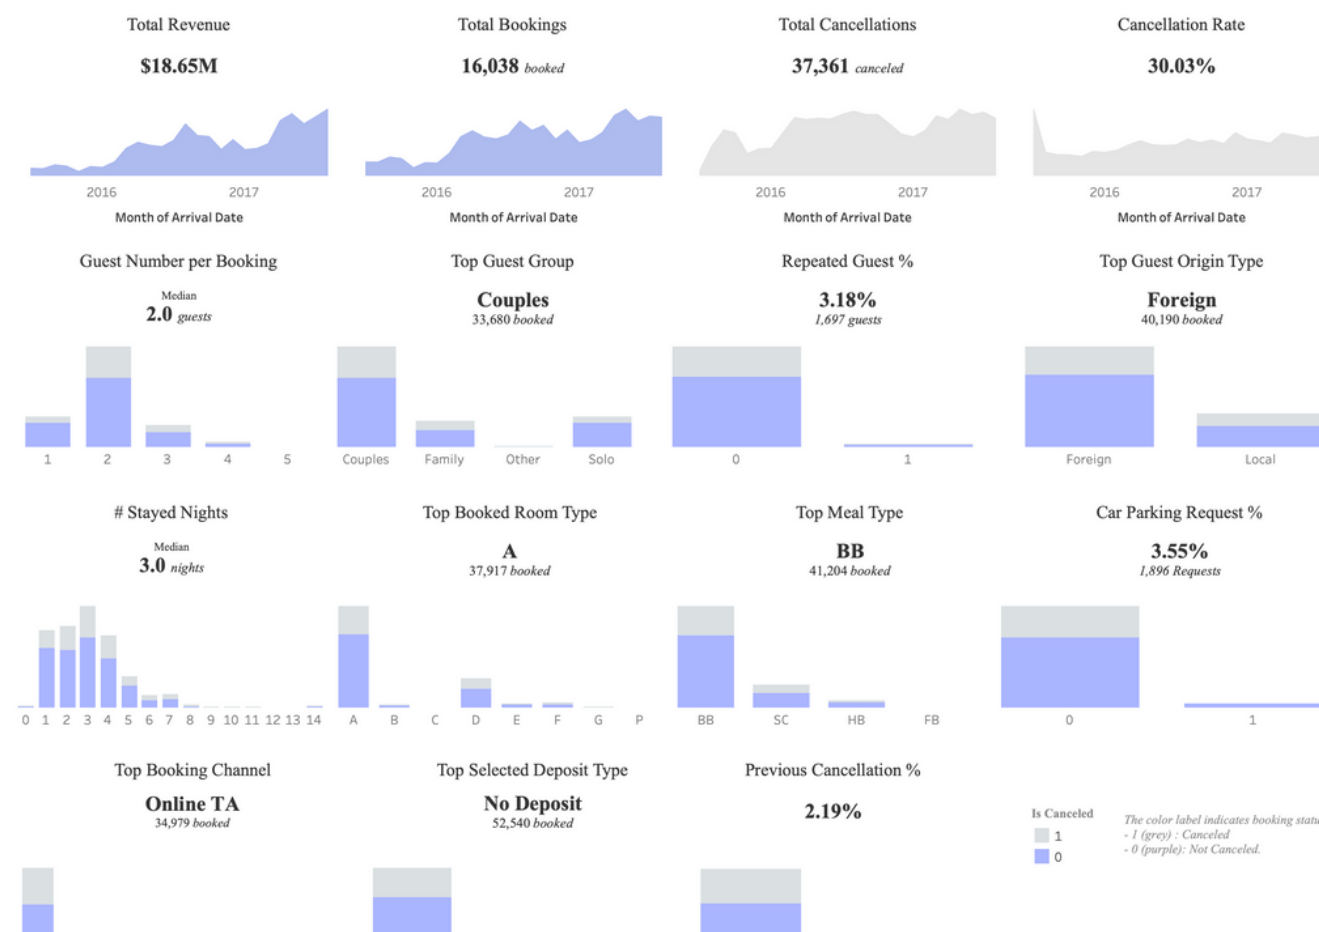 Total Revenue
$18.65M
2016 2017
Month of Arrival Date
Total Bookings
16,038 booked
2016 2017
Month of Arrival Date
Total Cancellations
37,361 canceled
2016 2017
Month of Arrival Date
Cancellation Rate
30.03%
2016 2017
Month of Arrival Date
Guest Number per Booking
Median
2.0 guests
1 2 3 4 5
Top Guest Group
Couples
33,680 booked
Couples Family Other Solo
Repeated Guest %
3.18%
1,697 guests
0 1
Top Guest Origin Type
Foreign
40,190 booked
Foreign Local
# Stayed Nights
Median
3.0 nights
0 1 2 3 4 5 6 7 8 9 10 11 12 13 14
Top Booked Room Type
A
37,917 booked
A B C D E F G P
Top Meal Type
BB
41,204 booked
BB SC HB FB
Car Parking Request %
3.55%
1,896 Requests
0 1
Top Booking Channel
Online TA
34,979 booked
Top Selected Deposit Type
No Deposit
52,540 booked
Previous Cancellation %
2.19%
Is Canceled
1
0
The color label indicates booking statu
- 1 (grey) : Canceled
- 0 (purple): Not Canceled.